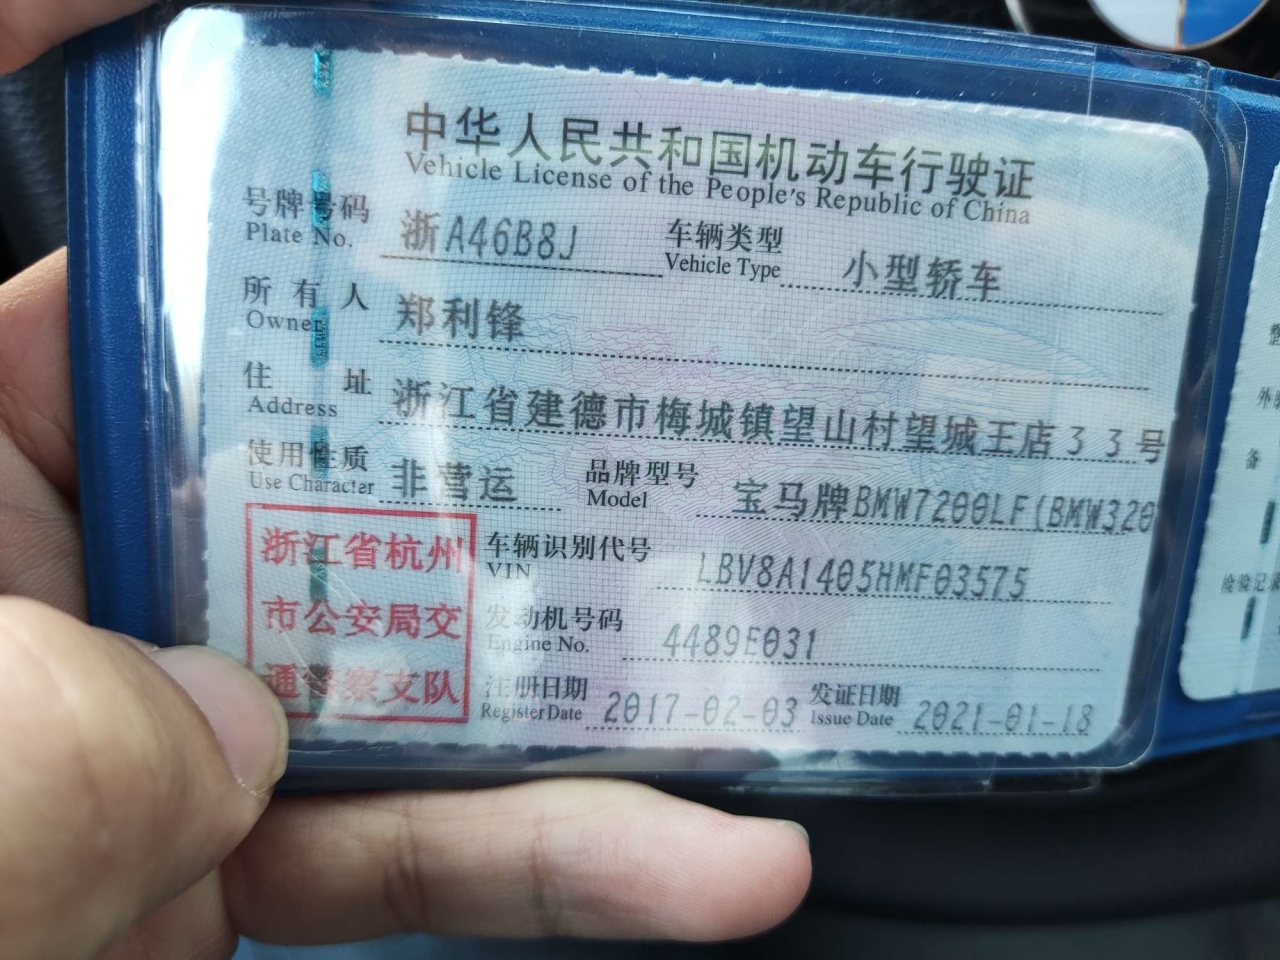 中华人民共和国机动车行驶证
Vehicle License of the People's Republic of China
号牌号码 浙A46B8J 车辆类型 小型轿车
Plate No. Vehicle Type
所有人 郑利锋
Owner
住址 浙江省建德市梅城镇望山村望城王店33号
Address
使用性质 非营运 品牌型号 宝马牌BMW7200LF(BMW320
Use Character Model
浙江省杭州
市公安局交
通警察支队
车辆识别代号 LBV8A1405HMF03575
VIN
发动机号码 4489E031
Engine No.
注册日期 2017-02-03 发证日期 2021-01-18
Register Date Issue Date
整
外
备
检验记录